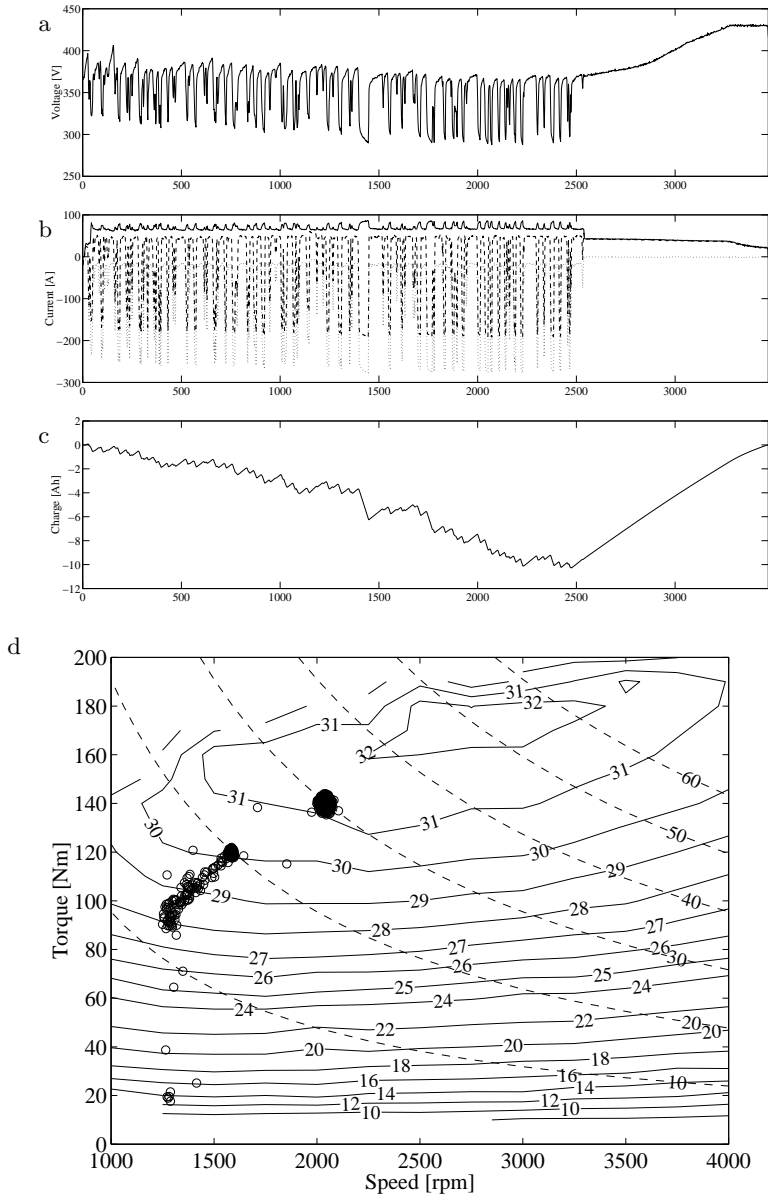 a
450
400
350
300
250
Voltage [V]
0 500 1000 1500 2000 2500 3000
b
100
0
−100
−200
−300
Current [A]
0 500 1000 1500 2000 2500 3000
c
2
0
−2
−4
−6
−8
−10
−12
Charge [Ah]
0 500 1000 1500 2000 2500 3000
d
200
180
160
140
120
100
80
60
40
20
0
Torque [Nm]
31 31 32
32 31 60
31 31 50
30 30 30
29 29 29 40
28 28 27
27 27 26 30
26 26 25
25 24
24 24
22 22 20
20 20 20
18 18
16 16 10
14 14
12 12
10 10
1000 1500 2000 2500 3000 3500 4000
Speed [rpm]